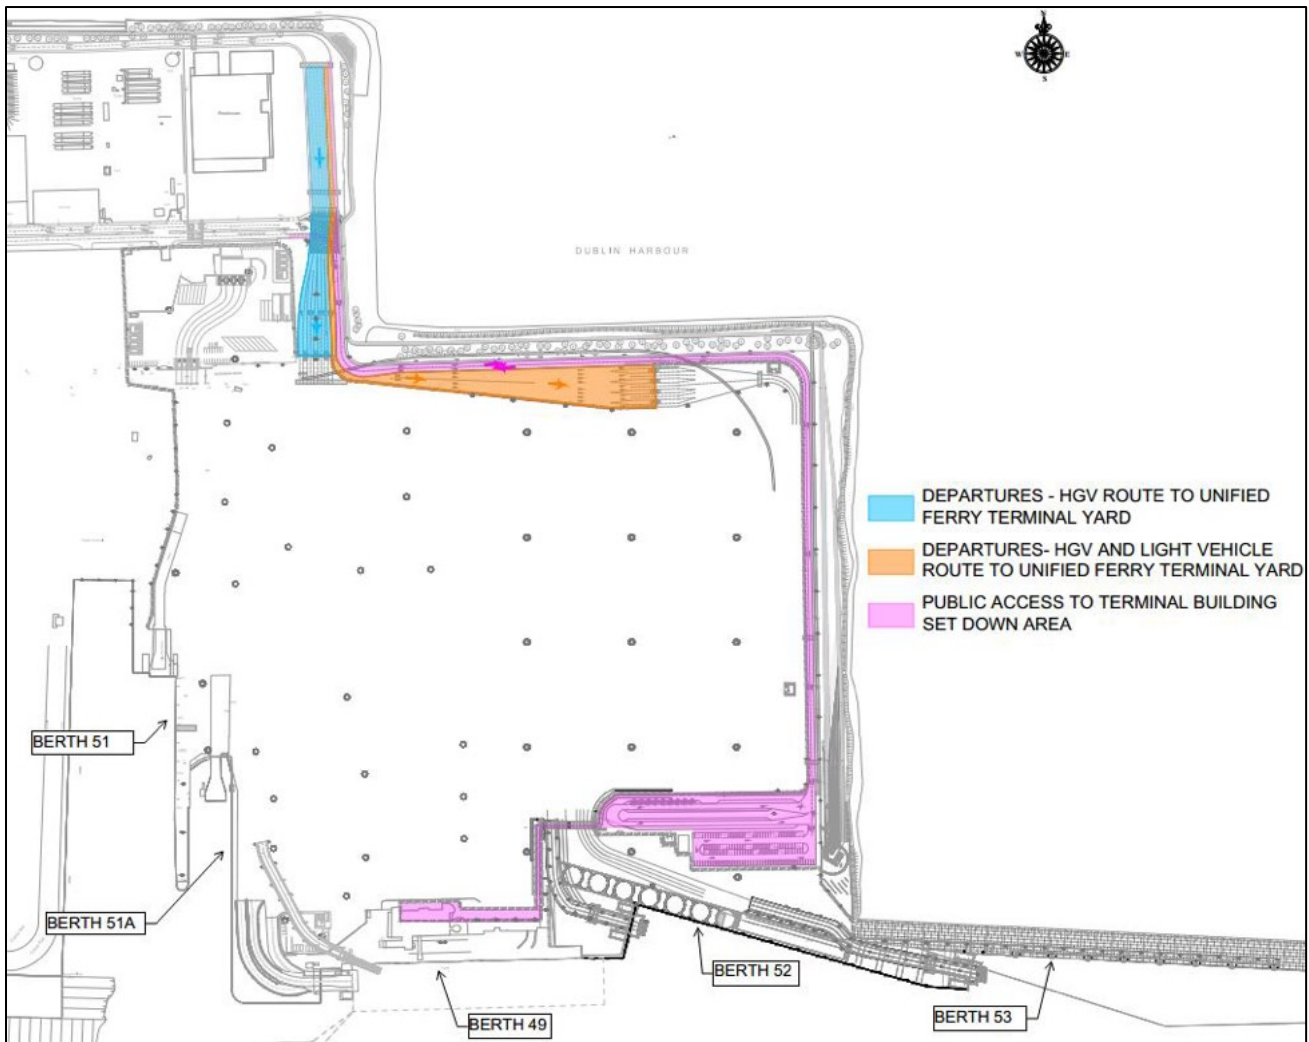 N
W E
S
DUBLIN HARBOUR
DEPARTURES - HGV ROUTE TO UNIFIED
FERRY TERMINAL YARD
DEPARTURES- HGV AND LIGHT VEHICLE
ROUTE TO UNIFIED FERRY TERMINAL YARD
PUBLIC ACCESS TO TERMINAL BUILDING
SET DOWN AREA
BERTH 51
BERTH 51A
BERTH 52
BERTH 49
BERTH 53